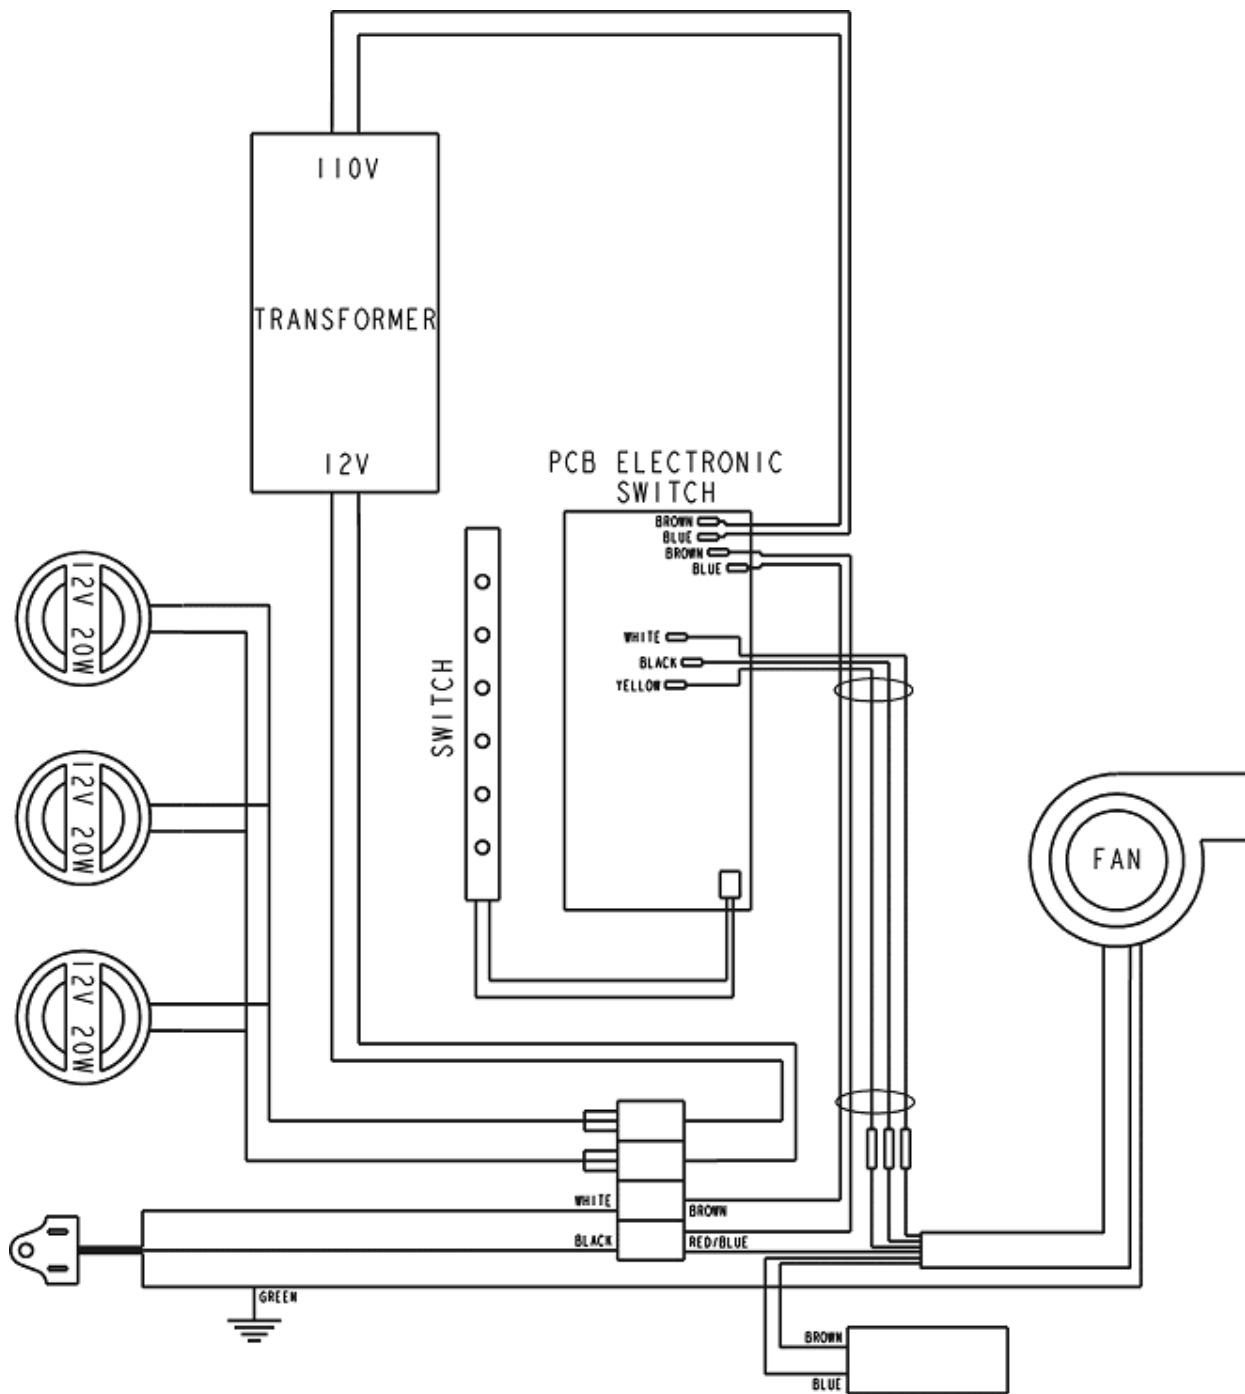 110V
TRANSFORMER
12V
PCB ELECTRONIC
SWITCH
BROWN
BLUE
BROWN
BLUE
WHITE
BLACK
YELLOW
SWITCH
12V 20W
12V 20W
12V 20W
FAN
WHITE
BROWN
BLACK
RED/BLUE
GREEN
BROWN
BLUE